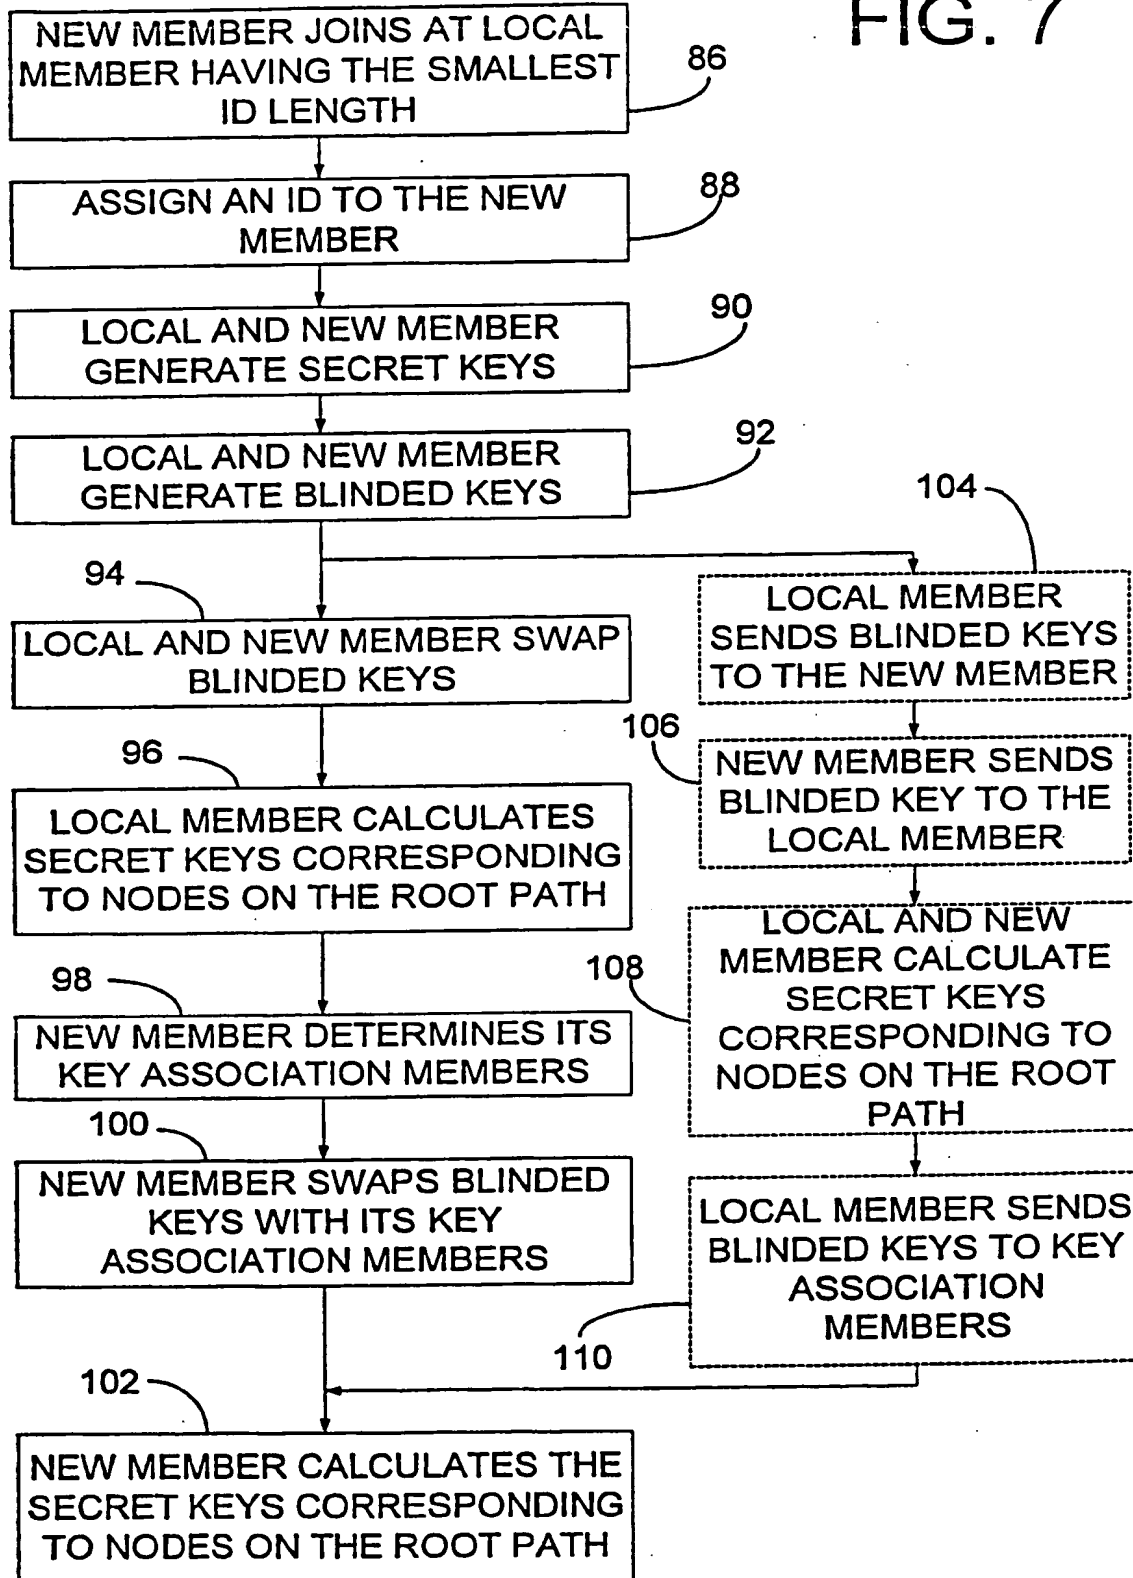 FIG. 7
NEW MEMBER JOINS AT LOCAL
MEMBER HAVING THE SMALLEST
ID LENGTH
86
ASSIGN AN ID TO THE NEW
MEMBER
88
LOCAL AND NEW MEMBER
GENERATE SECRET KEYS
90
LOCAL AND NEW MEMBER
GENERATE BLINDED KEYS
92
94
LOCAL AND NEW MEMBER SWAP
BLINDED KEYS
96
LOCAL MEMBER CALCULATES
SECRET KEYS CORRESPONDING
TO NODES ON THE ROOT PATH
98
NEW MEMBER DETERMINES ITS
KEY ASSOCIATION MEMBERS
100
NEW MEMBER SWAPS BLINDED
KEYS WITH ITS KEY
ASSOCIATION MEMBERS
104
LOCAL MEMBER
SENDS BLINDED KEYS
TO THE NEW MEMBER
106
NEW MEMBER SENDS
BLINDED KEY TO THE
LOCAL MEMBER
108
LOCAL AND NEW
MEMBER CALCULATE
SECRET KEYS
CORRESPONDING TO
NODES ON THE ROOT
PATH
LOCAL MEMBER SENDS
BLINDED KEYS TO KEY
ASSOCIATION
MEMBERS
110
102
NEW MEMBER CALCULATES THE
SECRET KEYS CORRESPONDING
TO NODES ON THE ROOT PATH